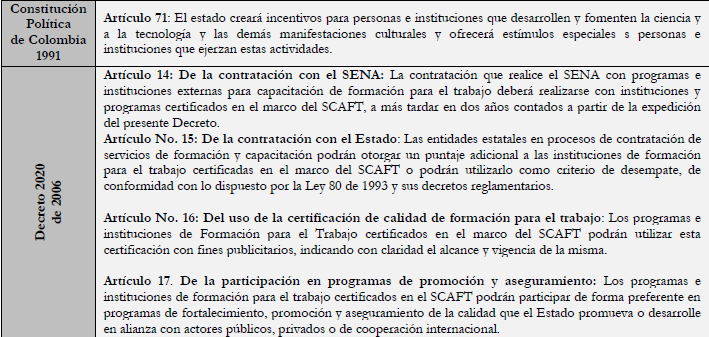 Constitución
Política
de Colombia
1991
Artículo 71: El estado creará incentivos para personas e instituciones que desarrollen y fomenten la ciencia y
a la tecnología y las demás manifestaciones culturales y ofrecerá estímulos especiales s personas e
instituciones que ejerzan estas actividades.
Decreto 2020
de 2006
Artículo 14: De la contratación con el SENA: La contratación que realice el SENA con programas e
instituciones externas para capacitación de formación para el trabajo deberá realizarse con instituciones y
programas certificados en el marco del SCAFT, a más tardar en dos años contados a partir de la expedición
del presente Decreto.
Artículo No. 15: De la contratación con el Estado: Las entidades estatales en procesos de contratación de
servicios de formación y capacitación podrán otorgar un puntaje adicional a las instituciones de formación
para el trabajo certificadas en el marco del SCAFT o podrán utilizarlo como criterio de desempate, de
conformidad con lo dispuesto por la Ley 80 de 1993 y sus decretos reglamentarios.
Artículo No. 16: Del uso de la certificación de calidad de formación para el trabajo: Los programas e
instituciones de Formación para el Trabajo certificados en el marco del SCAFT podrán utilizar esta
certificación con fines publicitarios, indicando con claridad el alcance y vigencia de la misma.
Artículo 17. De la participación en programas de promoción y aseguramiento: Los programas e
instituciones de formación para el trabajo certificados en el SCAFT podrán participar de forma preferente en
programas de fortalecimiento, promoción y aseguramiento de la calidad que el Estado promueva o desarrolle
en alianza con actores públicos, privados o de cooperación internacional.